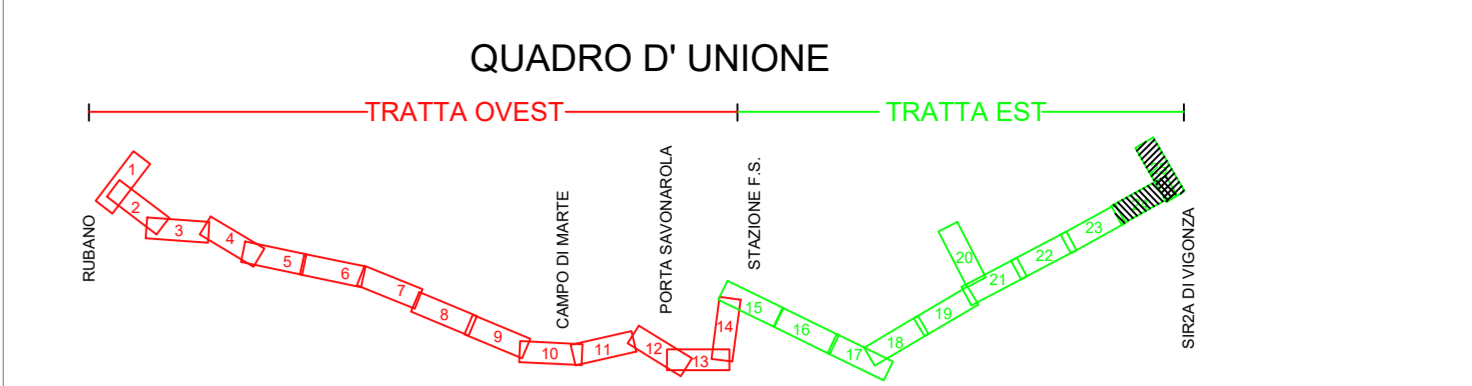 QUADRO D' UNIONE
TRATTA OVEST
TRATTA EST
RUBANO
CAMPO DI MARTE
PORTA SAVONAROLA
STAZIONE F.S.
SIR2A DI VIGONZA
1
2
3
4
5
6
7
8
9
10
11
12
13
14
15
16
17
18
19
20
21
22
23